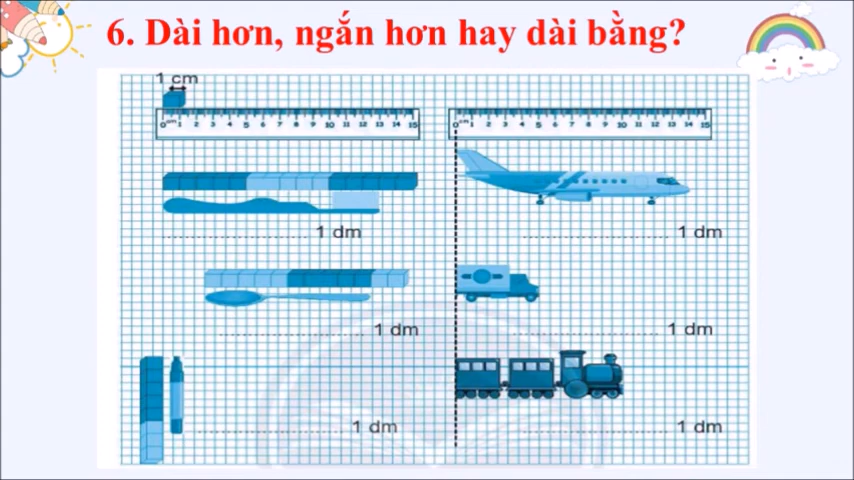 6. Dài hơn, ngắn hơn hay dài bằng?
1 cm
0 cm 1 2 3 4 5 6 7 8 9 10 11 12 13 14 15
0 cm 1 2 3 4 5 6 7 8 9 10 11 12 13 14 15
........................ 1 dm
........................ 1 dm
........................ 1 dm
........................ 1 dm
........................ 1 dm
........................ 1 dm